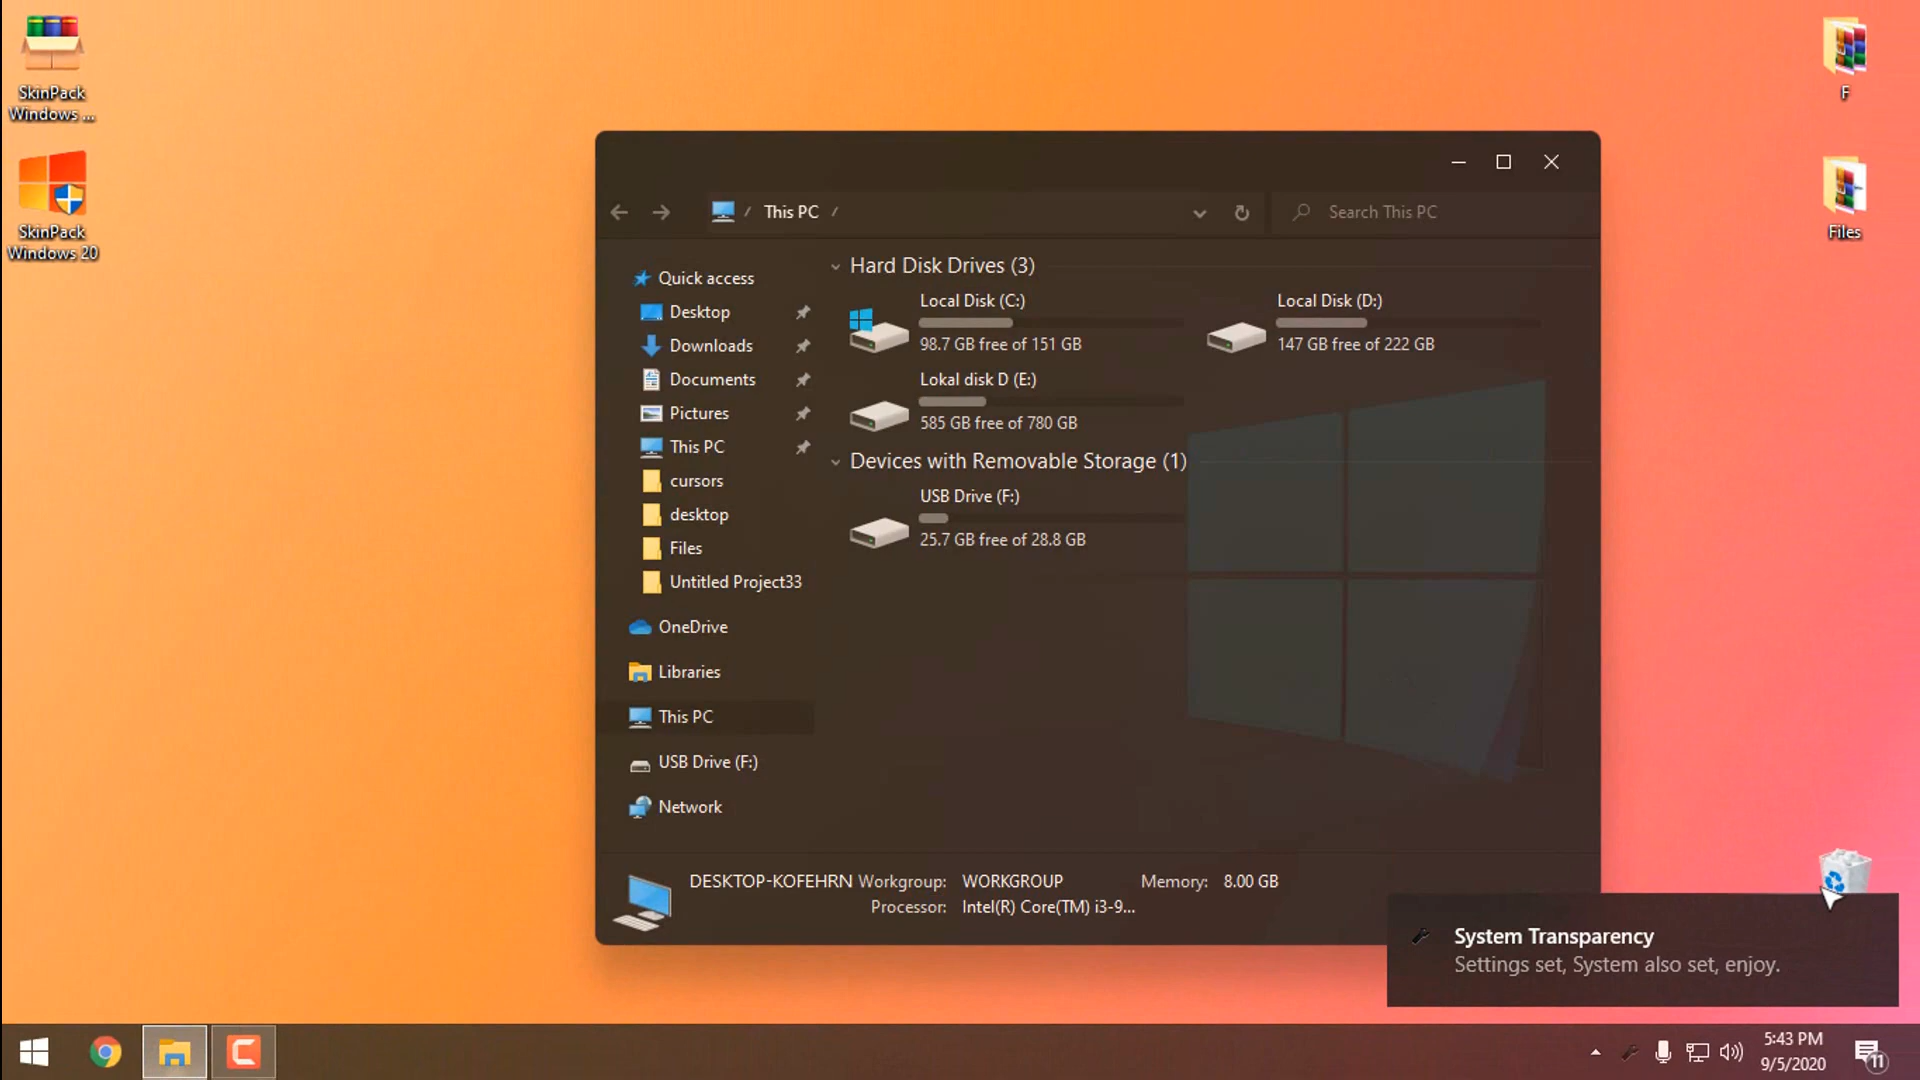 SkinPack
Windows ...
SkinPack
Windows 20
F
Files
/ This PC /
Search This PC
Quick access
Desktop
Downloads
Documents
Pictures
This PC
cursors
desktop
Files
Untitled Project33
OneDrive
Libraries
This PC
USB Drive (F:)
Network
Hard Disk Drives (3)
Local Disk (C:)
98.7 GB free of 151 GB
Local Disk (D:)
147 GB free of 222 GB
Lokal disk D (E:)
585 GB free of 780 GB
Devices with Removable Storage (1)
USB Drive (F:)
25.7 GB free of 28.8 GB
DESKTOP-KOFEHRN Workgroup: WORKGROUP Memory: 8.00 GB
Processor: Intel(R) Core(TM) i3-9...
System Transparency
Settings set, System also set, enjoy.
5:43 PM
9/5/2020
11